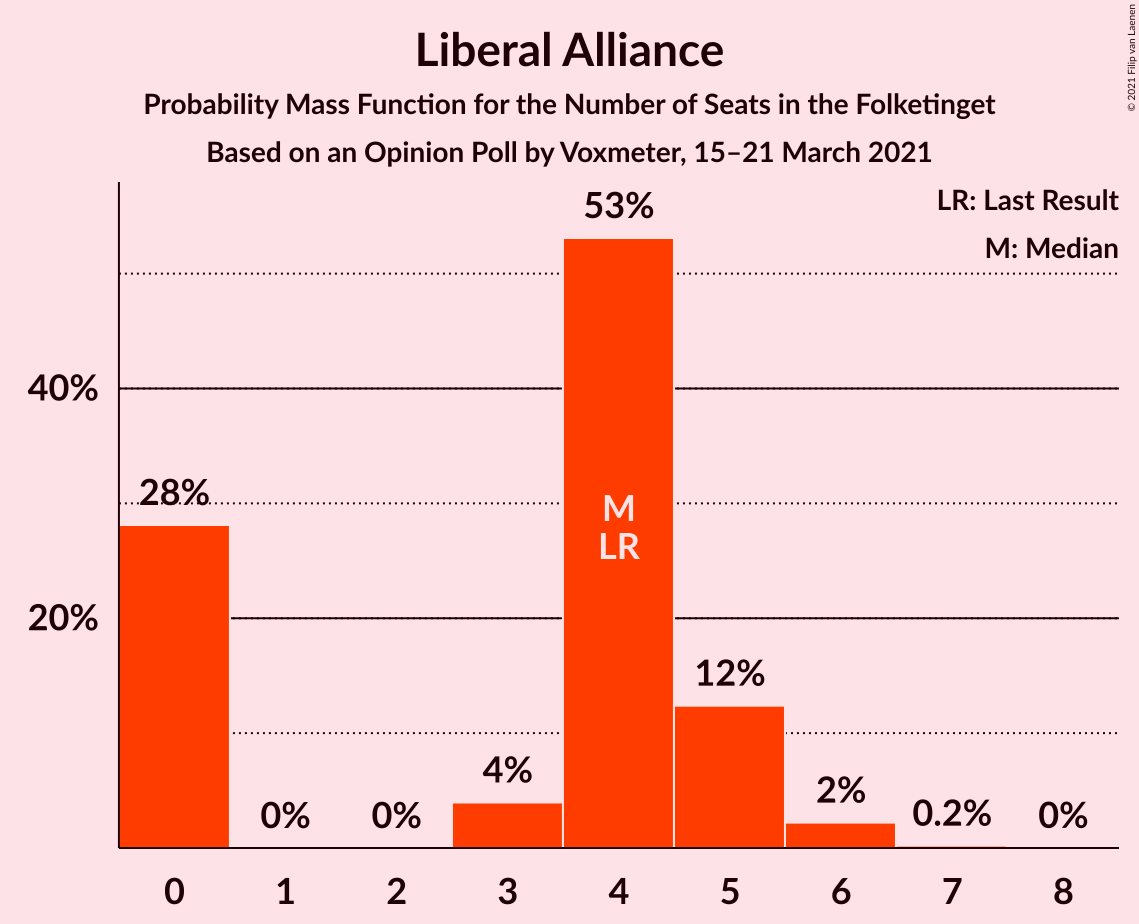 Liberal Alliance
Probability Mass Function for the Number of Seats in the Folketinget
Based on an Opinion Poll by Voxmeter, 15–21 March 2021
© 2021 Filip van Laenen
LR: Last Result
M: Median
53%
40%
28%
M
LR
20%
12%
4%
2%
0%
0%
0.2%
0%
0 1 2 3 4 5 6 7 8